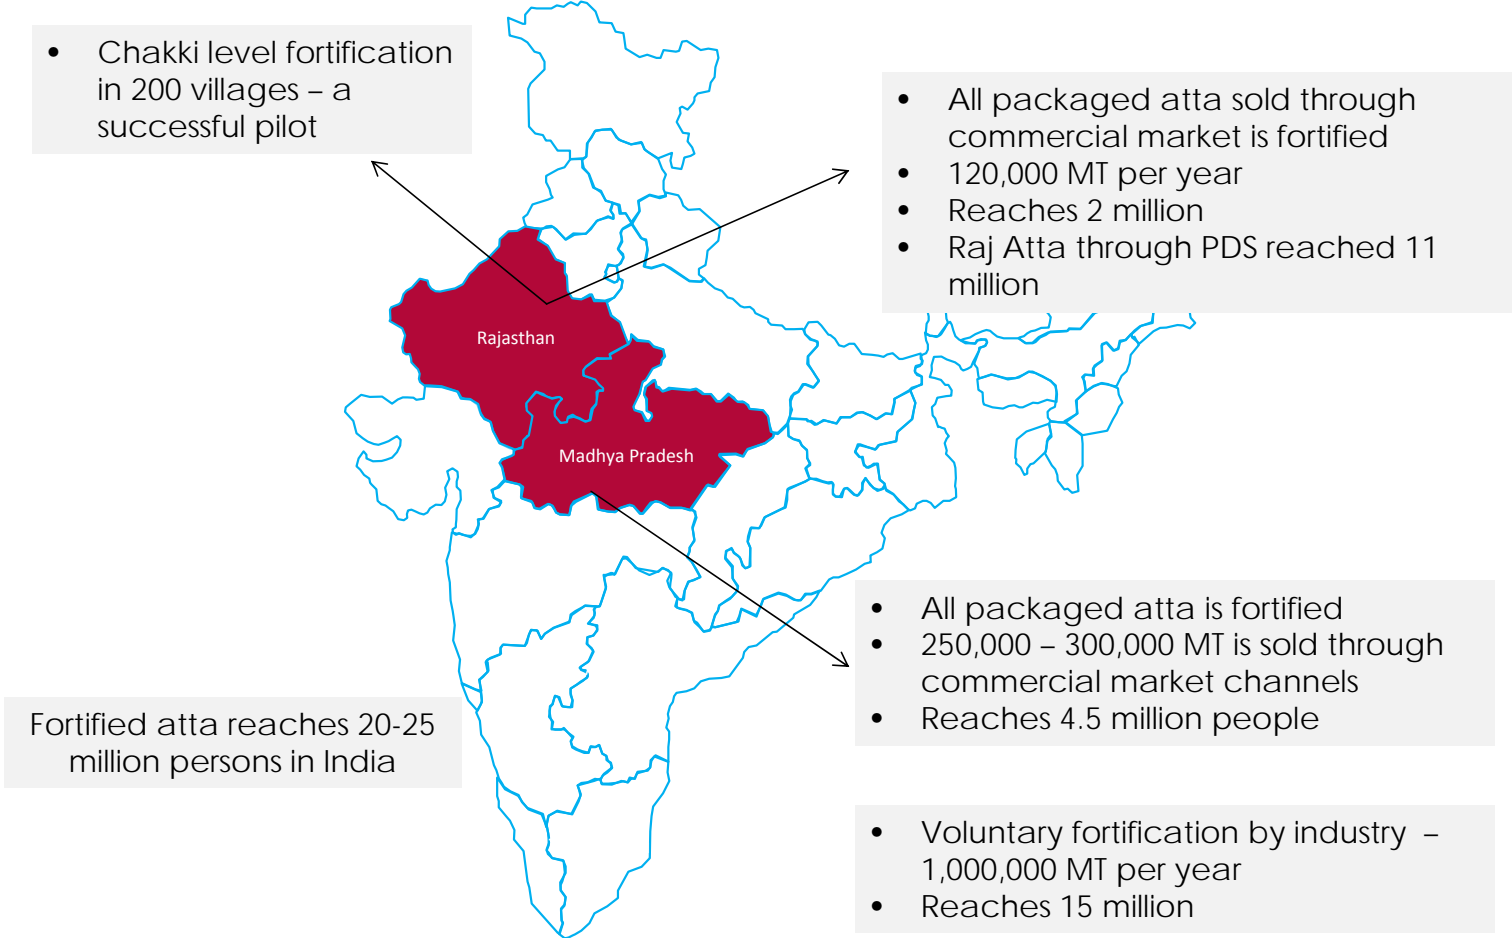 • Chakki level fortification
in 200 villages – a
successful pilot
• All packaged atta sold through
commercial market is fortified
• 120,000 MT per year
• Reaches 2 million
• Raj Atta through PDS reached 11
million
Rajasthan
Madhya Pradesh
• All packaged atta is fortified
• 250,000 – 300,000 MT is sold through
commercial market channels
• Reaches 4.5 million people
Fortified atta reaches 20-25
million persons in India
• Voluntary fortification by industry –
1,000,000 MT per year
• Reaches 15 million